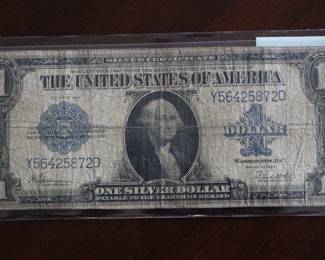 SILVER CERTIFICATE
THE UNITED STATES OF AMERICA
Y56425872D
1
DOLLAR
Y56425872D
WASHINGTON, D.C.
ONE SILVER DOLLAR
PAYABLE TO THE BEARER ON DEMAND